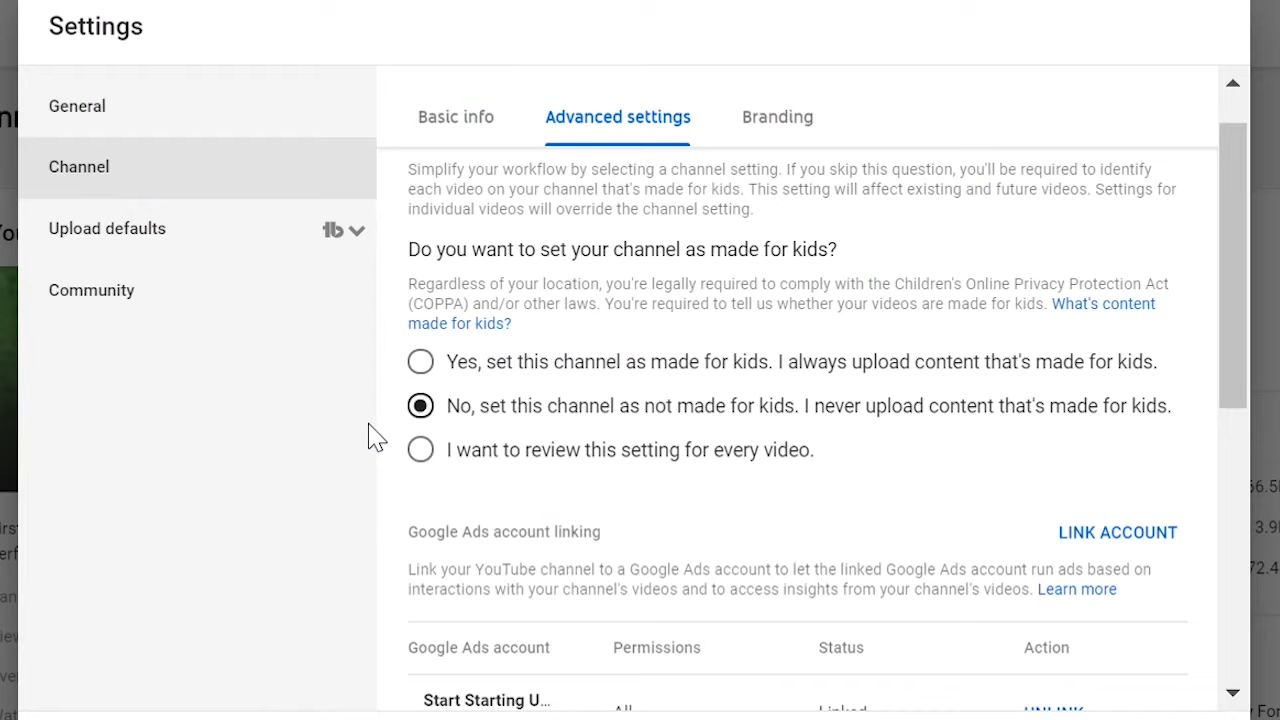 Settings
General
Channel
Upload defaults
Community
Basic info
Advanced settings
Branding
Simplify your workflow by selecting a channel setting. If you skip this question, you'll be required to identify
each video on your channel that's made for kids. This setting will affect existing and future videos. Settings for
individual videos will override the channel setting.
Do you want to set your channel as made for kids?
Regardless of your location, you're legally required to comply with the Children's Online Privacy Protection Act
(COPPA) and/or other laws. You're required to tell us whether your videos are made for kids. What's content
made for kids?
Yes, set this channel as made for kids. I always upload content that's made for kids.
No, set this channel as not made for kids. I never upload content that's made for kids.
I want to review this setting for every video.
Google Ads account linking
LINK ACCOUNT
Link your YouTube channel to a Google Ads account to let the linked Google Ads account run ads based on
interactions with your channel's videos and to access insights from your channel's videos. Learn more
Google Ads account
Permissions
Status
Action
Start Starting U...
All
Linked
UNLINK